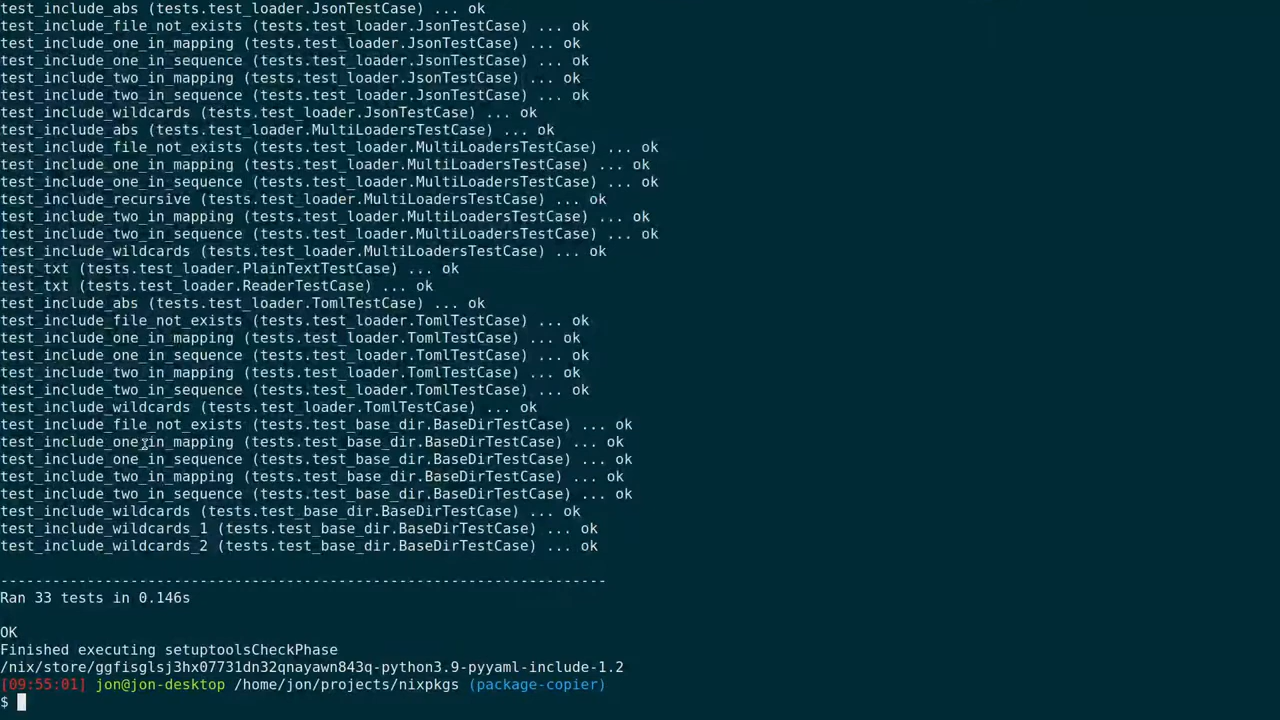 test_include_abs (tests.test_loader.JsonTestCase) ... ok
test_include_file_not_exists (tests.test_loader.JsonTestCase) ... ok
test_include_one_in_mapping (tests.test_loader.JsonTestCase) ... ok
test_include_one_in_sequence (tests.test_loader.JsonTestCase) ... ok
test_include_two_in_mapping (tests.test_loader.JsonTestCase) ... ok
test_include_two_in_sequence (tests.test_loader.JsonTestCase) ... ok
test_include_wildcards (tests.test_loader.JsonTestCase) ... ok
test_include_abs (tests.test_loader.MultiLoadersTestCase) ... ok
test_include_file_not_exists (tests.test_loader.MultiLoadersTestCase) ... ok
test_include_one_in_mapping (tests.test_loader.MultiLoadersTestCase) ... ok
test_include_one_in_sequence (tests.test_loader.MultiLoadersTestCase) ... ok
test_include_recursive (tests.test_loader.MultiLoadersTestCase) ... ok
test_include_two_in_mapping (tests.test_loader.MultiLoadersTestCase) ... ok
test_include_two_in_sequence (tests.test_loader.MultiLoadersTestCase) ... ok
test_include_wildcards (tests.test_loader.MultiLoadersTestCase) ... ok
test_txt (tests.test_loader.PlainTextTestCase) ... ok
test_txt (tests.test_loader.ReaderTestCase) ... ok
test_include_abs (tests.test_loader.TomlTestCase) ... ok
test_include_file_not_exists (tests.test_loader.TomlTestCase) ... ok
test_include_one_in_mapping (tests.test_loader.TomlTestCase) ... ok
test_include_one_in_sequence (tests.test_loader.TomlTestCase) ... ok
test_include_two_in_mapping (tests.test_loader.TomlTestCase) ... ok
test_include_two_in_sequence (tests.test_loader.TomlTestCase) ... ok
test_include_wildcards (tests.test_loader.TomlTestCase) ... ok
test_include_file_not_exists (tests.test_base_dir.BaseDirTestCase) ... ok
test_include_one_in_mapping (tests.test_base_dir.BaseDirTestCase) ... ok
test_include_one_in_sequence (tests.test_base_dir.BaseDirTestCase) ... ok
test_include_two_in_mapping (tests.test_base_dir.BaseDirTestCase) ... ok
test_include_two_in_sequence (tests.test_base_dir.BaseDirTestCase) ... ok
test_include_wildcards (tests.test_base_dir.BaseDirTestCase) ... ok
test_include_wildcards_1 (tests.test_base_dir.BaseDirTestCase) ... ok
test_include_wildcards_2 (tests.test_base_dir.BaseDirTestCase) ... ok
----------------------------------------------------------------------
Ran 33 tests in 0.146s
OK
Finished executing setuptoolsCheckPhase
/nix/store/ggfisglsj3hx07731dn32qnayawn843q-python3.9-pyyaml-include-1.2
[09:55:01] jon@jon-desktop /home/jon/projects/nixpkgs (package-copier)
$